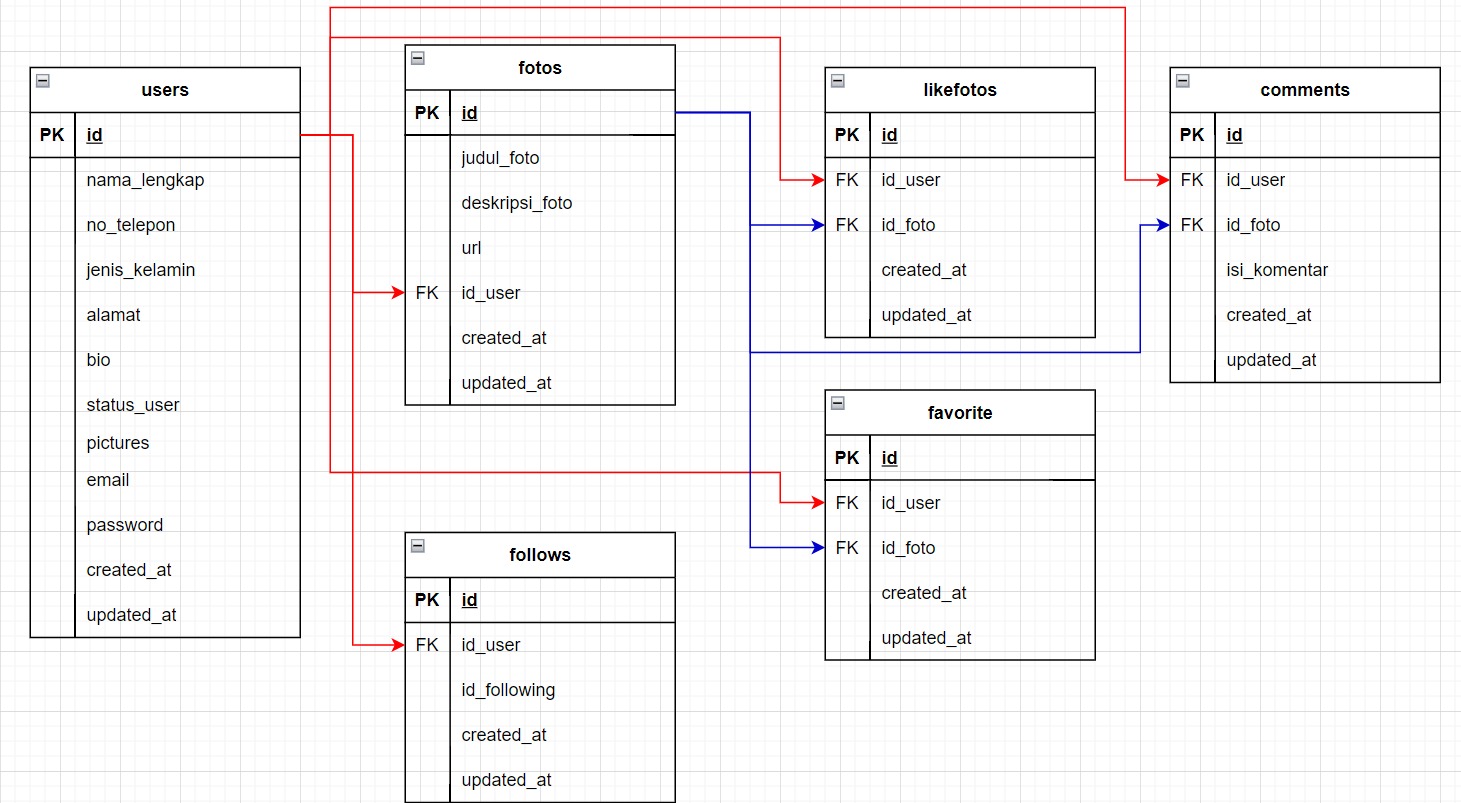 users
PK id
nama_lengkap
no_telepon
jenis_kelamin
alamat
bio
status_user
pictures
email
password
created_at
updated_at
fotos
PK id
judul_foto
deskripsi_foto
url
FK id_user
created_at
updated_at
follows
PK id
FK id_user
id_following
created_at
updated_at
likefotos
PK id
FK id_user
FK id_foto
created_at
updated_at
favorite
PK id
FK id_user
FK id_foto
created_at
updated_at
comments
PK id
FK id_user
FK id_foto
isi_komentar
created_at
updated_at